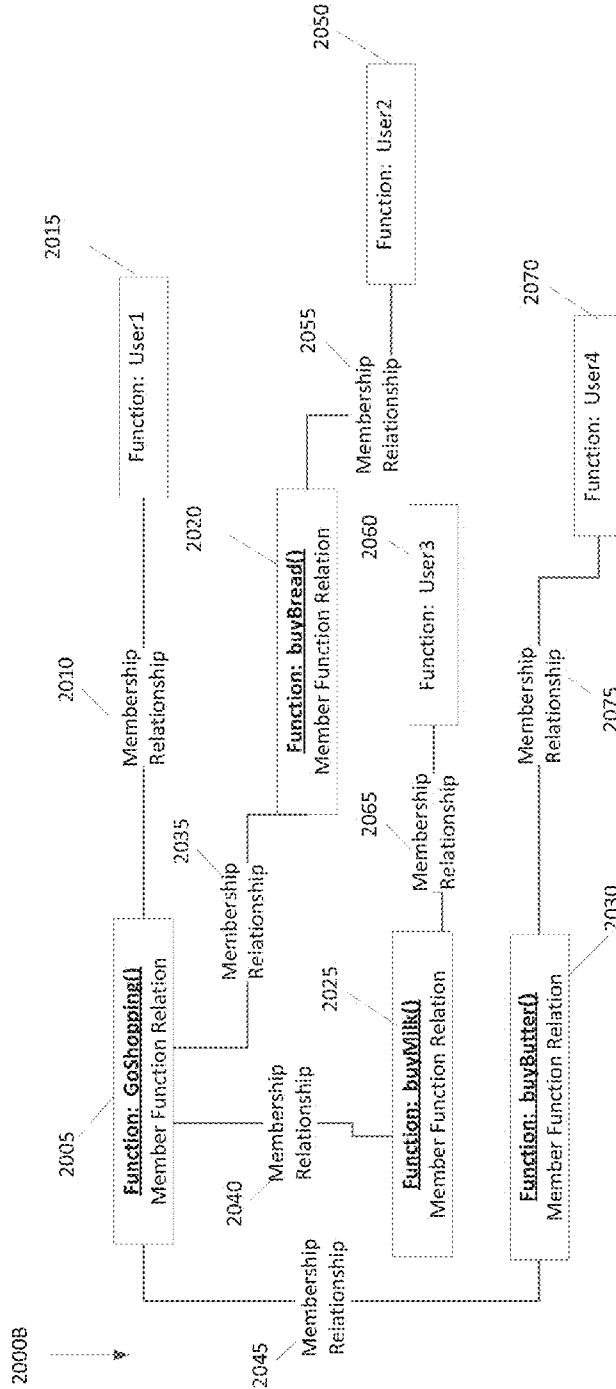 2000B
2005
Function: GoShopping()
Member Function Relation
2010
Membership
Relationship
2015
Function: User1
2035
Membership
Relationship
2020
Function: buyBread()
Member Function Relation
2055
Membership
Relationship
2050
Function: User2
2040
Membership
Relationship
2025
Function: buyMilk()
Member Function Relation
2065
Membership
Relationship
2060
Function: User3
2045
Membership
Relationship
2030
Function: buyButter()
Member Function Relation
2075
Membership
Relationship
2070
Function: User4